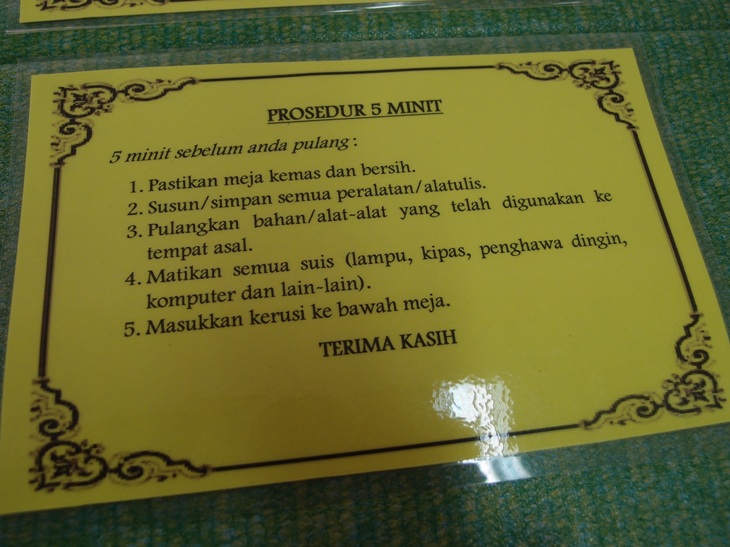 PROSEDUR 5 MINIT
5 minit sebelum anda pulang :
1. Pastikan meja kemas dan bersih.
2. Susun/simpan semua peralatan/alatulis.
3. Pulangkan bahan/alat-alat yang telah digunakan ke
tempat asal.
4. Matikan semua suis (lampu, kipas, penghawa dingin,
komputer dan lain-lain).
5. Masukkan kerusi ke bawah meja.
TERIMA KASIH